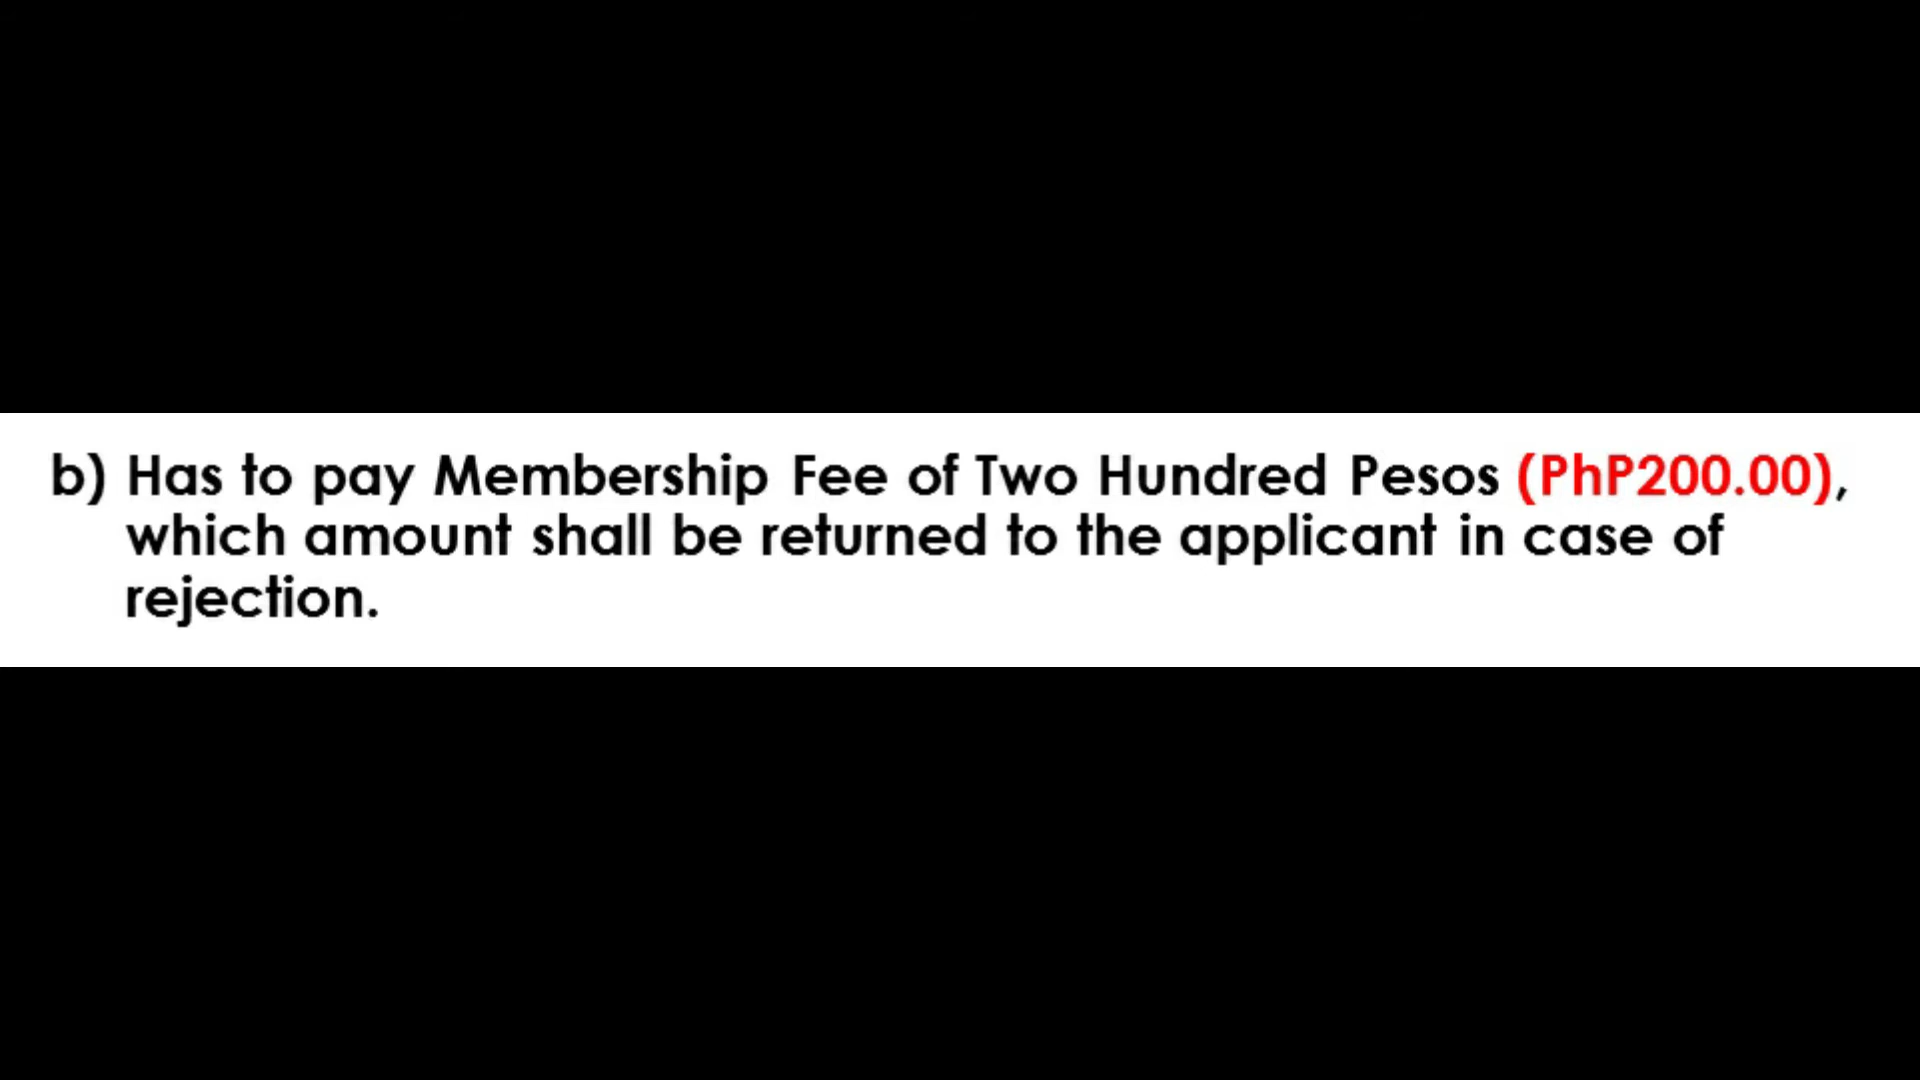 b) Has to pay Membership Fee of Two Hundred Pesos (PhP200.00),
which amount shall be returned to the applicant in case of
rejection.